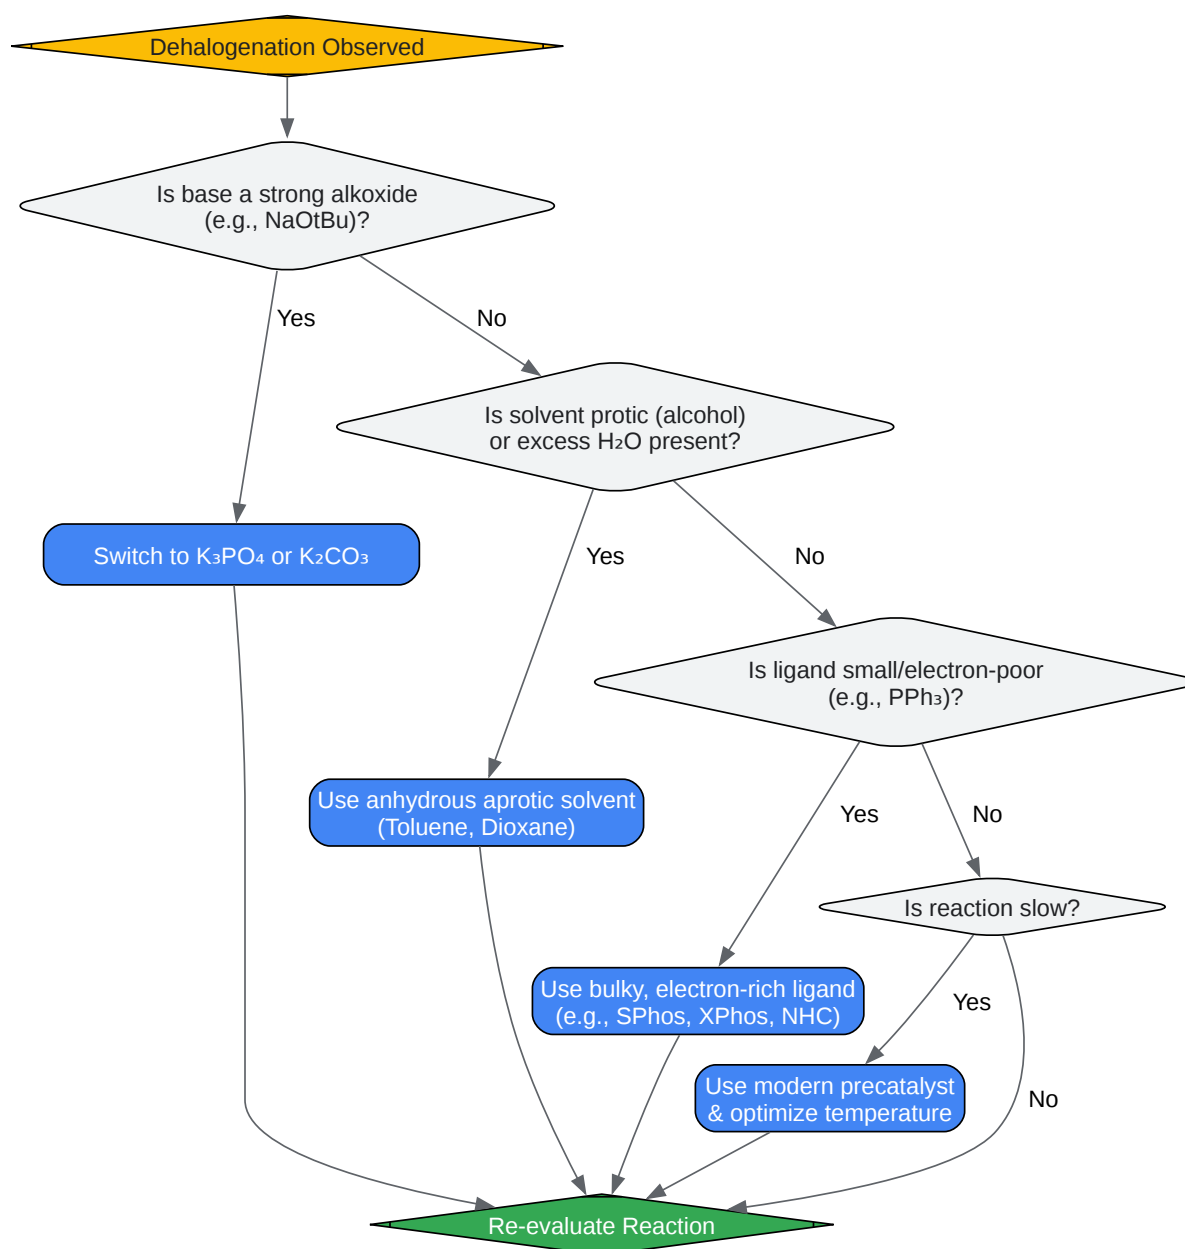 Dehalogenation Observed
Is base a strong alkoxide
(e.g., NaOtBu)?
Yes
No
Is solvent protic (alcohol)
or excess H₂O present?
Switch to K₃PO₄ or K₂CO₃
Yes
No
Is ligand small/electron-poor
(e.g., PPh₃)?
Use anhydrous aprotic solvent
(Toluene, Dioxane)
Yes
No
Is reaction slow?
Use bulky, electron-rich ligand
(e.g., SPhos, XPhos, NHC)
Yes
No
Use modern precatalyst
& optimize temperature
Re-evaluate Reaction